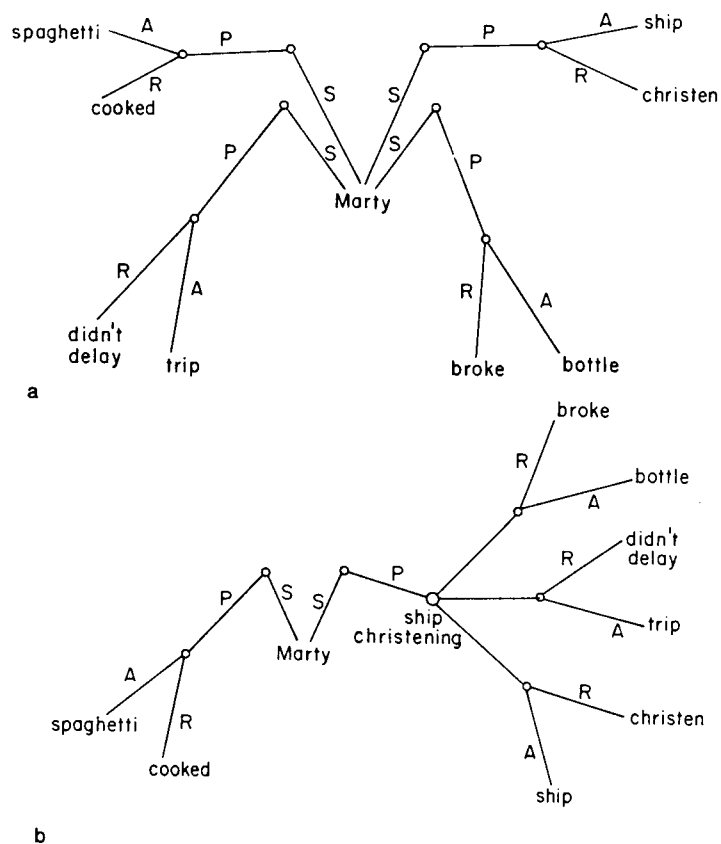 spaghetti A P A ship
R R
cooked S S christen
P S S P
Marty
R A R A
didn't
delay trip broke bottle
a
broke
R bottle
A
didn't
delay
P S S P R
ship
christening A trip
Marty
A R
spaghetti R christen
A
cooked
ship
b